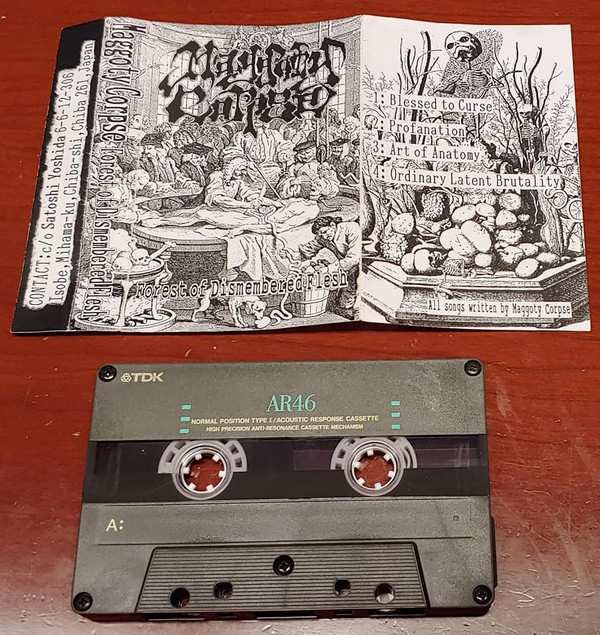 CONTACT:c/o Satoshi Yoshida 6-6-12-306
Isobe,Mihama-ku,Chiba-shi,Chiba 261,Japan
Maggoty Corpse Forest of Dismembered Flesh
Maggoty
Corpse
Forest of Dismembered Flesh
1: Blessed to Curse
2: Profanation
3: Art of Anatomy
4: Ordinary Latent Brutality
All songs written by Maggoty Corpse
TDK
AR46
NORMAL POSITION TYPE I/ACOUSTIC RESPONSE CASSETTE
HIGH PRECISION ANTI-RESONANCE CASSETTE MECHANISM
A: